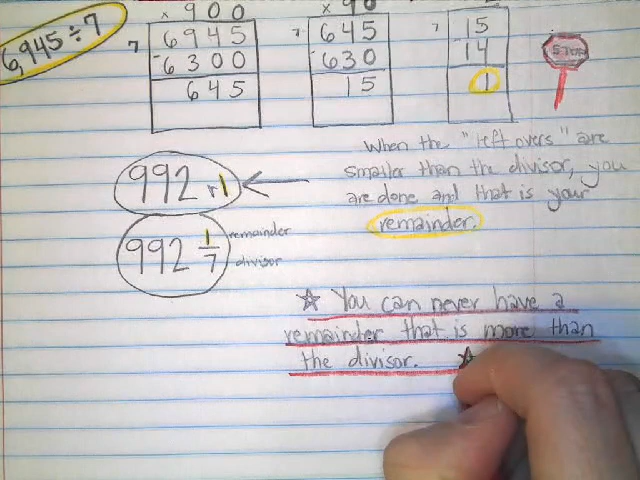 6,945 ÷ 7
x 900
7 6945
-6300
645
x 90
7 645
-630
15
7 15
-14
1
STOP
992 r1
992 1/7
remainder
divisor
When the "left overs" are
smaller than the divisor, you
are done and that is your
remainder.
☆ You can never have a
remainder that is more than
the divisor. ☆